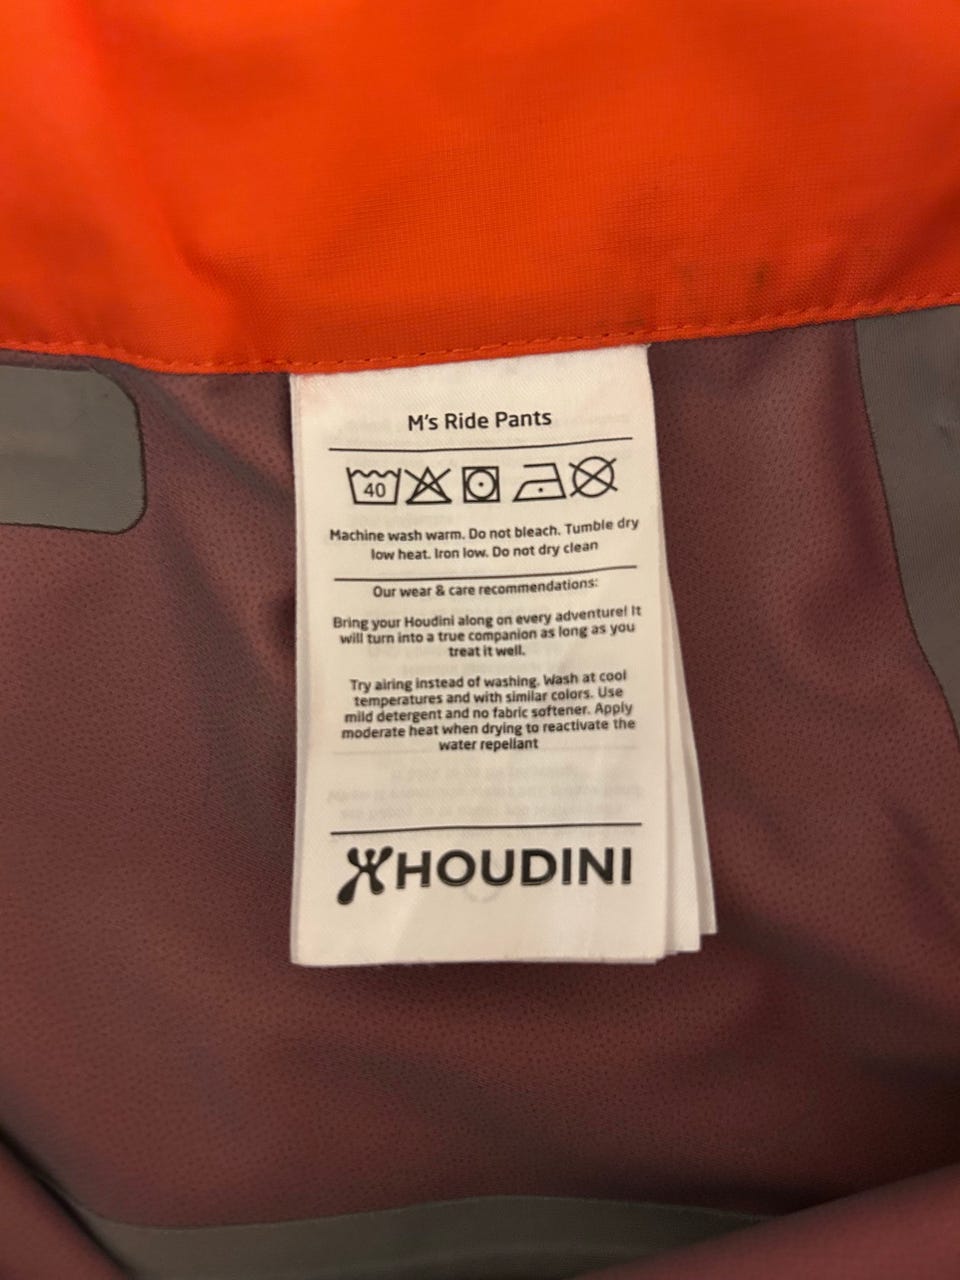 M's Ride Pants
40
Machine wash warm. Do not bleach. Tumble dry
low heat. Iron low. Do not dry clean
Our wear & care recommendations:
Bring your Houdini along on every adventure! It
will turn into a true companion as long as you
treat it well.
Try airing instead of washing. Wash at cool
temperatures and with similar colors. Use
mild detergent and no fabric softener. Apply
moderate heat when drying to reactivate the
water repellant
HOUDINI